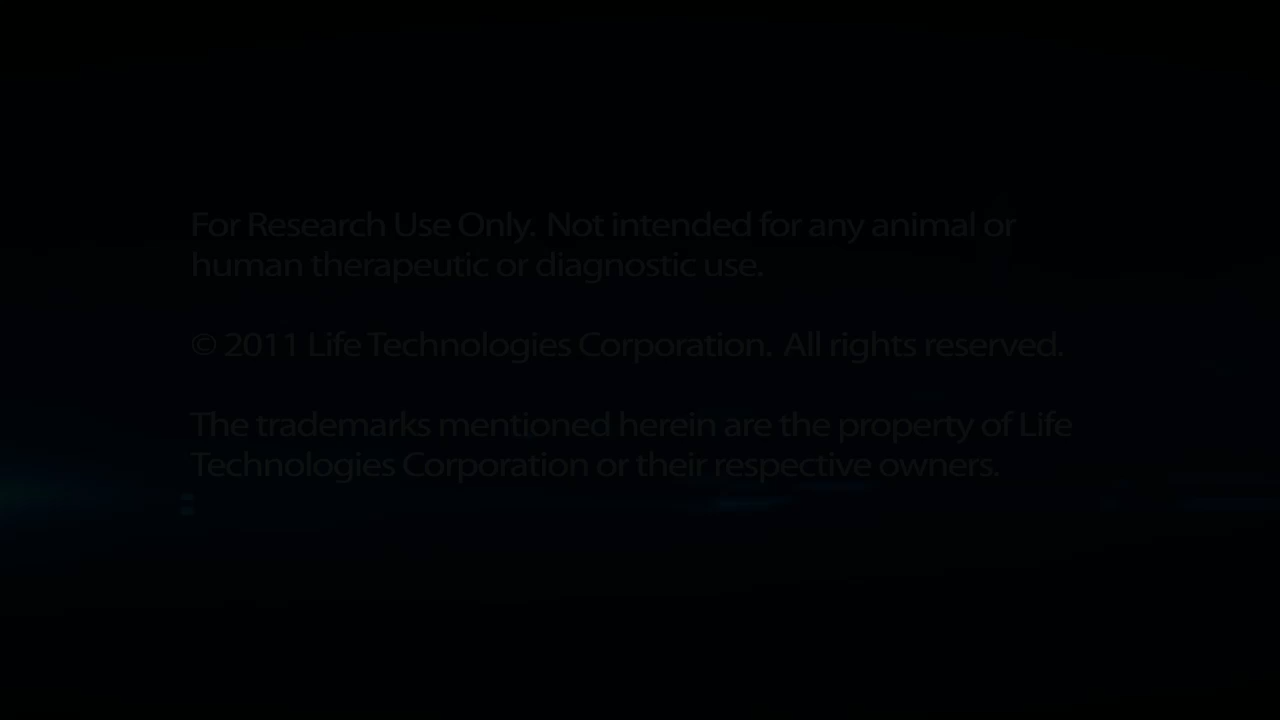 For Research Use Only. Not intended for any animal or
human therapeutic or diagnostic use.
© 2011 Life Technologies Corporation. All rights reserved.
The trademarks mentioned herein are the property of Life
Technologies Corporation or their respective owners.